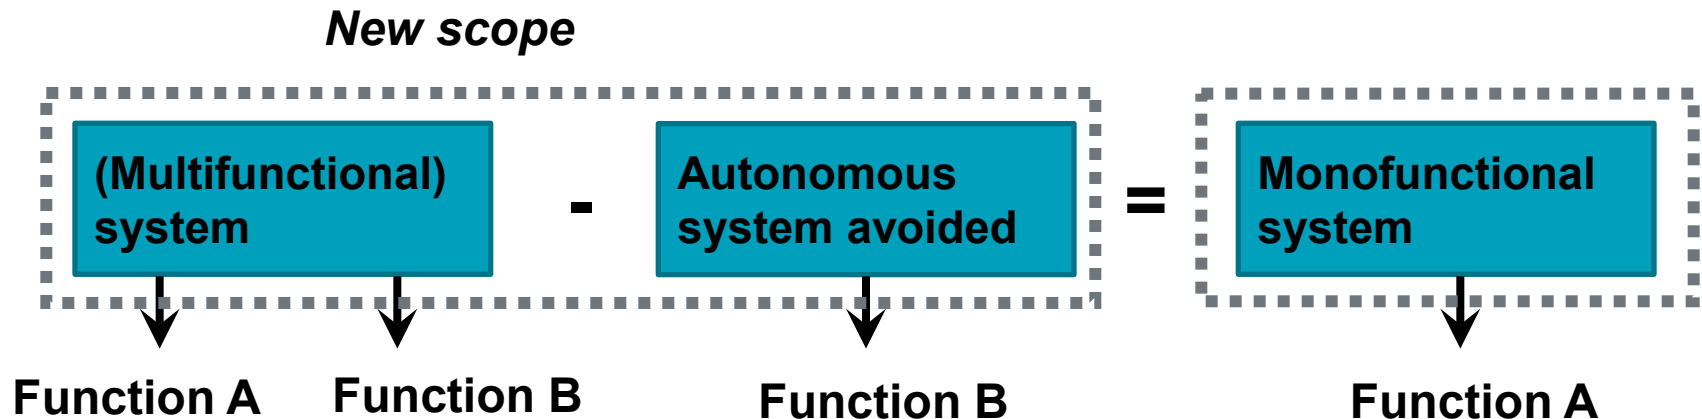 New scope
(Multifunctional)
system
-
Autonomous
system avoided
=
Monofunctional
system
Function A
Function B
Function B
Function A